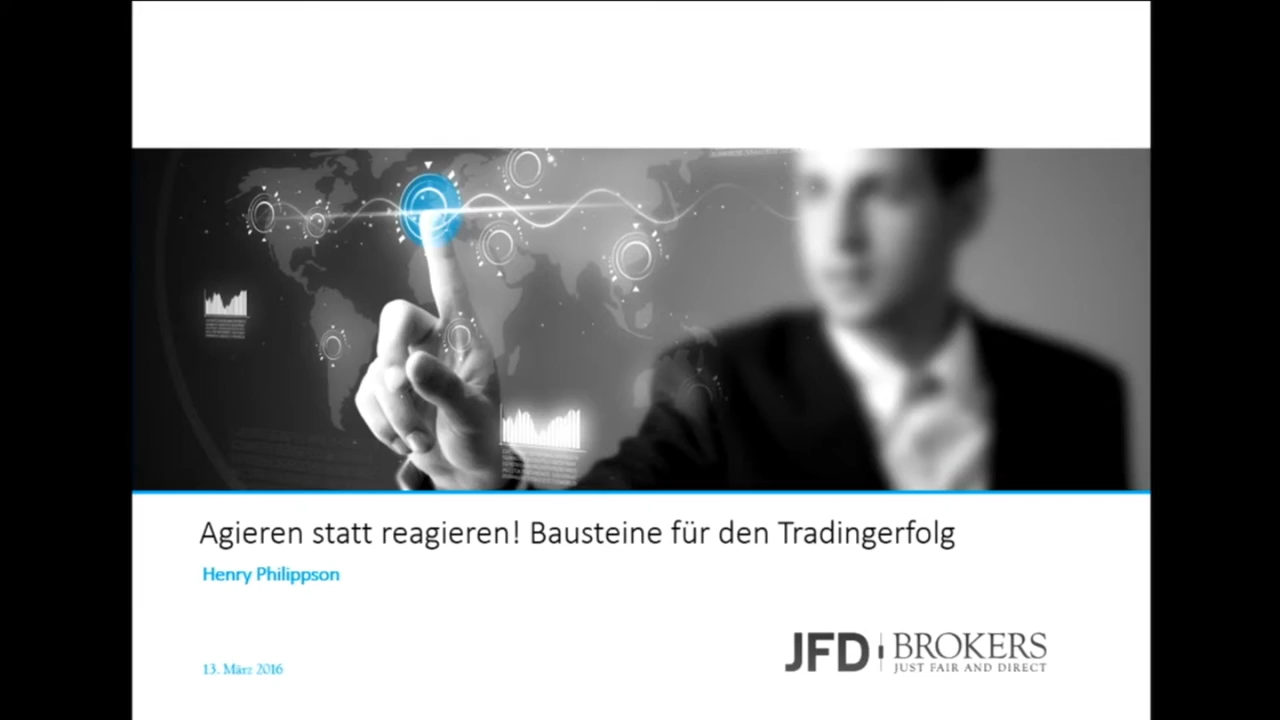 Agieren statt reagieren! Bausteine für den Tradingerfolg
Henry Philippson
13. März 2016
JFD BROKERS
JUST FAIR AND DIRECT